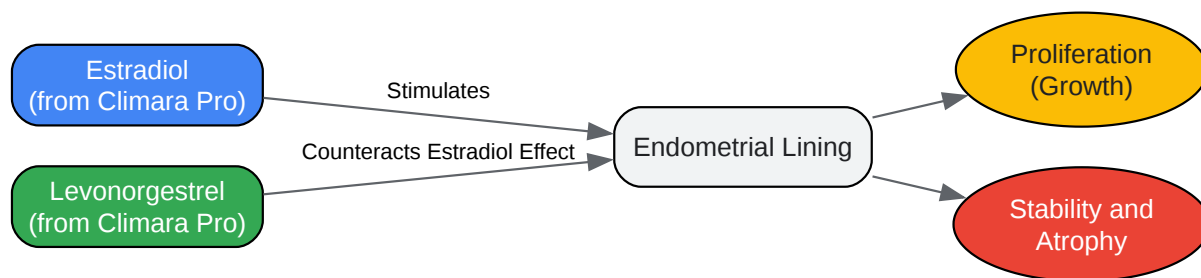 Estradiol
(from Climara Pro)
Stimulates
Proliferation
(Growth)
Levonorgestrel
(from Climara Pro)
Counteracts Estradiol Effect
Endometrial Lining
Stability and
Atrophy